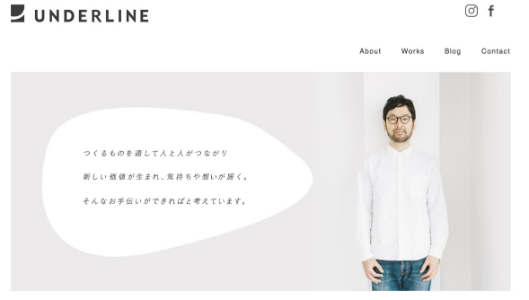 UNDERLINE
About Works Blog Contact
つくるものを通して人と人がつながり
新しい価値が生まれ、気持ちや想いが届く。
そんなお手伝いができればと考えています。